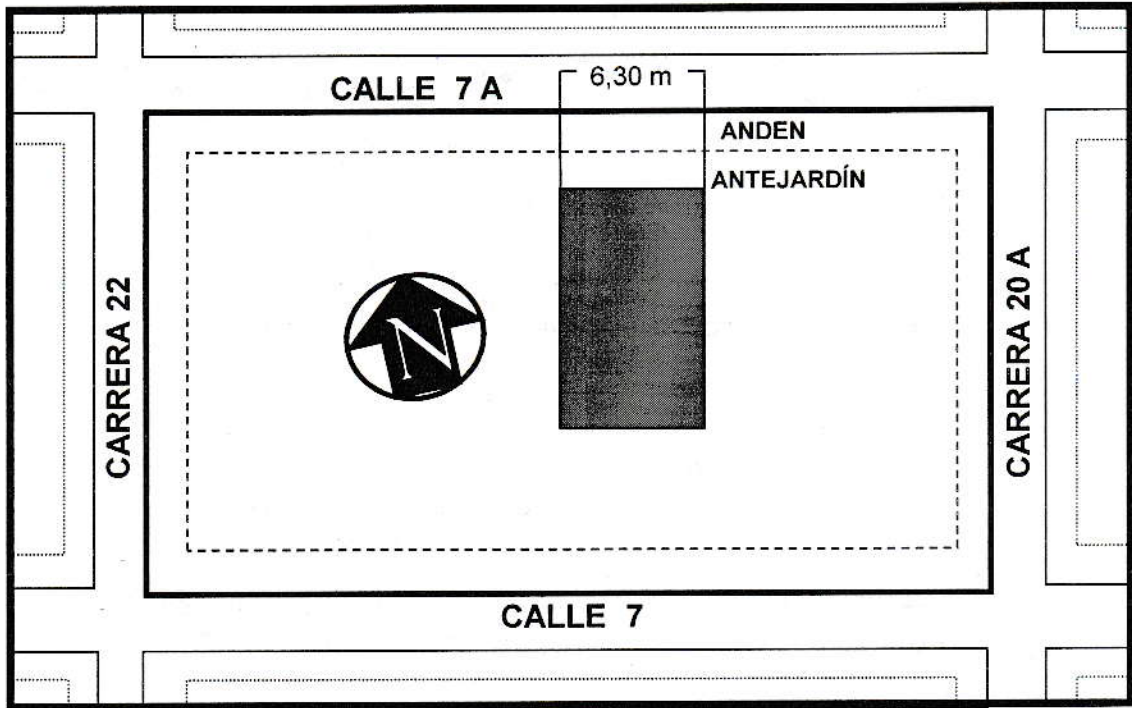 6,30 m
CALLE 7 A
ANDEN
ANTEJARDÍN
CARRERA 22
N
CARRERA 20 A
CALLE 7